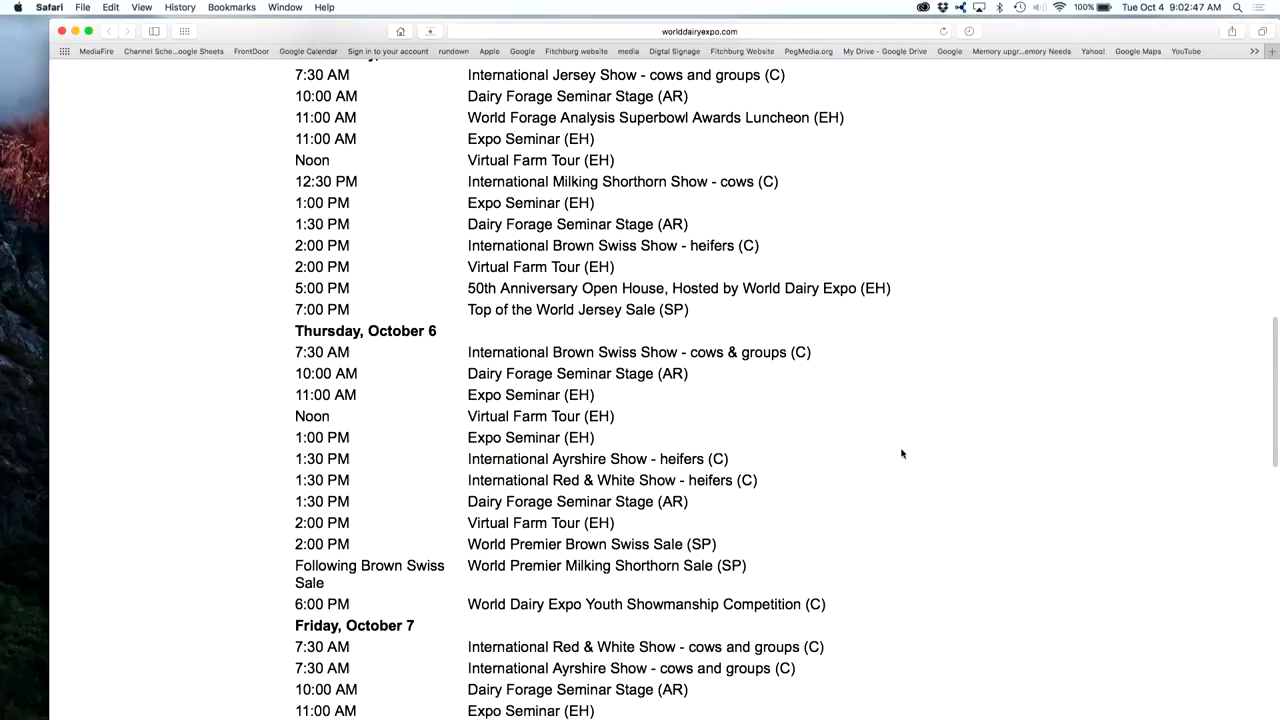 Safari File Edit View History Bookmarks Window Help 100% Tue Oct 4 9:02:47 AM
worlddairyexpo.com
MediaFire Channel Sche...ogle Sheets FrontDoor Google Calendar Sign in to your account rundown Apple Google Fitchburg website media Digtal Signage Fitchburg Website PegMedia.org My Drive - Google Drive Google Memory upgr...emory Needs Yahoo! Google Maps YouTube >> +
7:30 AM International Jersey Show - cows and groups (C)
10:00 AM Dairy Forage Seminar Stage (AR)
11:00 AM World Forage Analysis Superbowl Awards Luncheon (EH)
11:00 AM Expo Seminar (EH)
Noon Virtual Farm Tour (EH)
12:30 PM International Milking Shorthorn Show - cows (C)
1:00 PM Expo Seminar (EH)
1:30 PM Dairy Forage Seminar Stage (AR)
2:00 PM International Brown Swiss Show - heifers (C)
2:00 PM Virtual Farm Tour (EH)
5:00 PM 50th Anniversary Open House, Hosted by World Dairy Expo (EH)
7:00 PM Top of the World Jersey Sale (SP)
Thursday, October 6
7:30 AM International Brown Swiss Show - cows & groups (C)
10:00 AM Dairy Forage Seminar Stage (AR)
11:00 AM Expo Seminar (EH)
Noon Virtual Farm Tour (EH)
1:00 PM Expo Seminar (EH)
1:30 PM International Ayrshire Show - heifers (C)
1:30 PM International Red & White Show - heifers (C)
1:30 PM Dairy Forage Seminar Stage (AR)
2:00 PM Virtual Farm Tour (EH)
2:00 PM World Premier Brown Swiss Sale (SP)
Following Brown Swiss World Premier Milking Shorthorn Sale (SP)
Sale
6:00 PM World Dairy Expo Youth Showmanship Competition (C)
Friday, October 7
7:30 AM International Red & White Show - cows and groups (C)
7:30 AM International Ayrshire Show - cows and groups (C)
10:00 AM Dairy Forage Seminar Stage (AR)
11:00 AM Expo Seminar (EH)